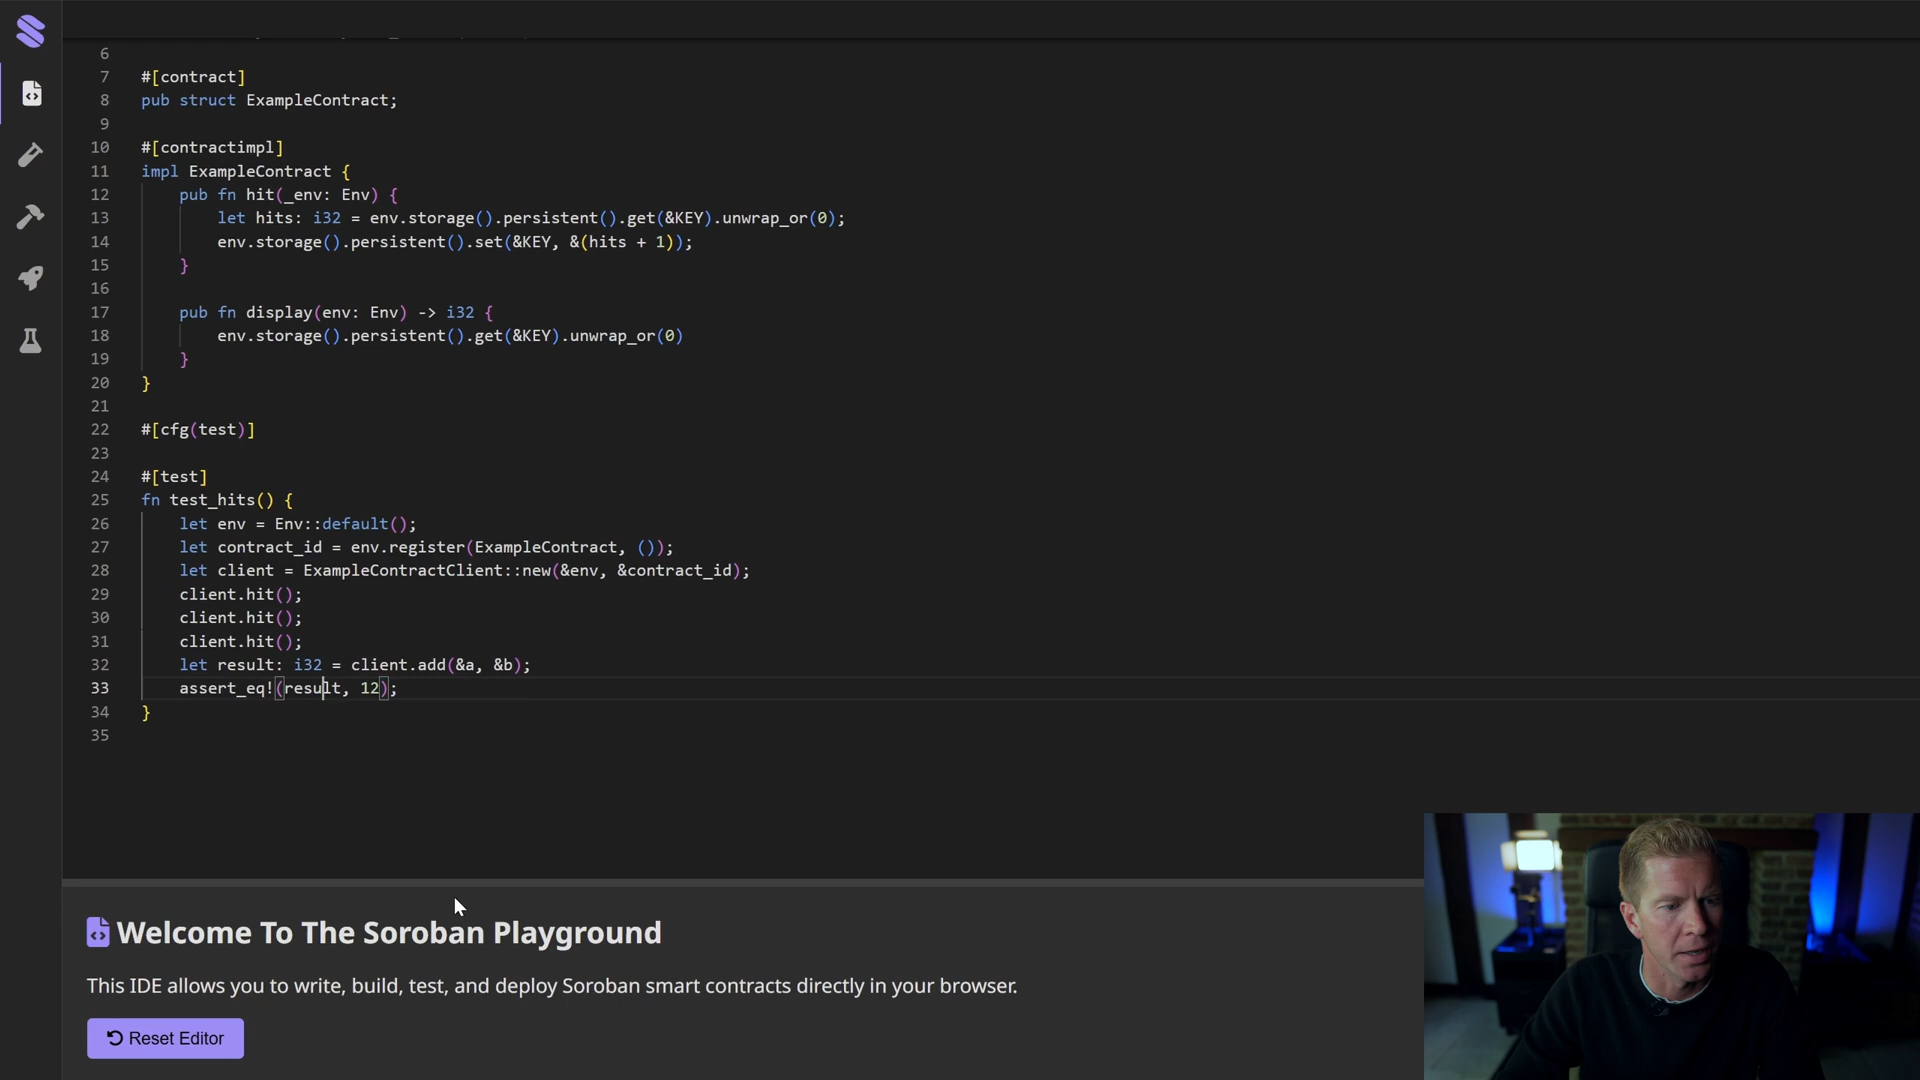 6
7 #[contract]
8 pub struct ExampleContract;
9
10 #[contractimpl]
11 impl ExampleContract {
12 pub fn hit(_env: Env) {
13 let hits: i32 = env.storage().persistent().get(&KEY).unwrap_or(0);
14 env.storage().persistent().set(&KEY, &(hits + 1));
15 }
16
17 pub fn display(env: Env) -> i32 {
18 env.storage().persistent().get(&KEY).unwrap_or(0)
19 }
20 }
21
22 #[cfg(test)]
23
24 #[test]
25 fn test_hits() {
26 let env = Env::default();
27 let contract_id = env.register(ExampleContract, ());
28 let client = ExampleContractClient::new(&env, &contract_id);
29 client.hit();
30 client.hit();
31 client.hit();
32 let result: i32 = client.add(&a, &b);
33 assert_eq!(result, 12);
34 }
35
Welcome To The Soroban Playground
This IDE allows you to write, build, test, and deploy Soroban smart contracts directly in your browser.
Reset Editor